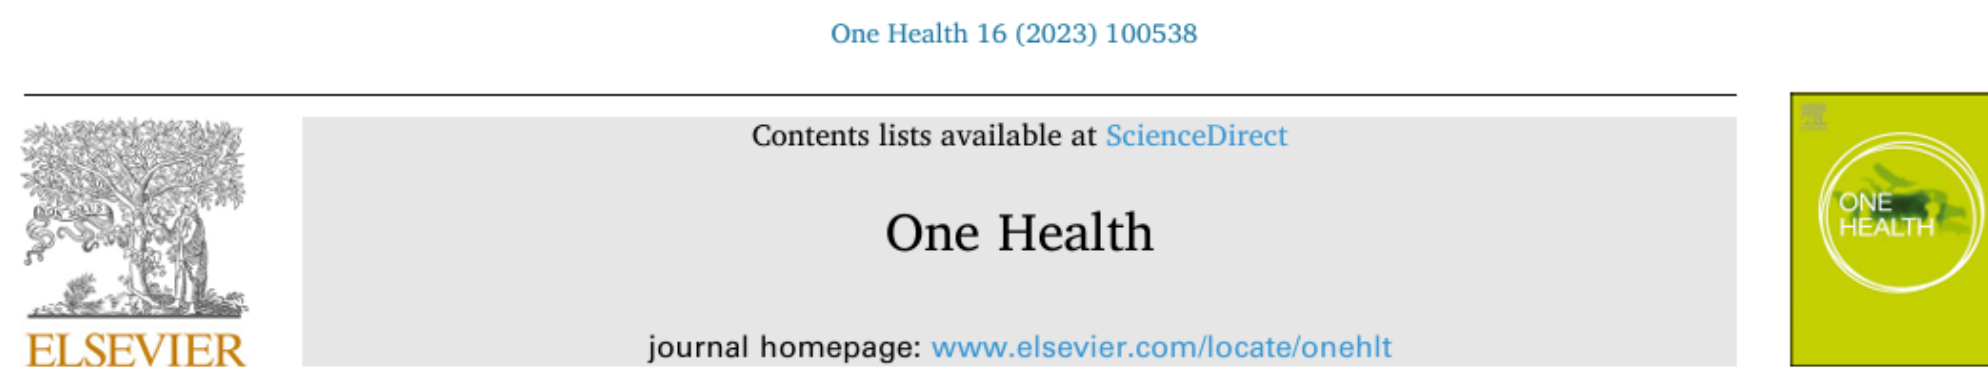 One Health 16 (2023) 100538
Contents lists available at ScienceDirect
One Health
journal homepage: www.elsevier.com/locate/onehlt
ELSEVIER
ONE
HEALTH